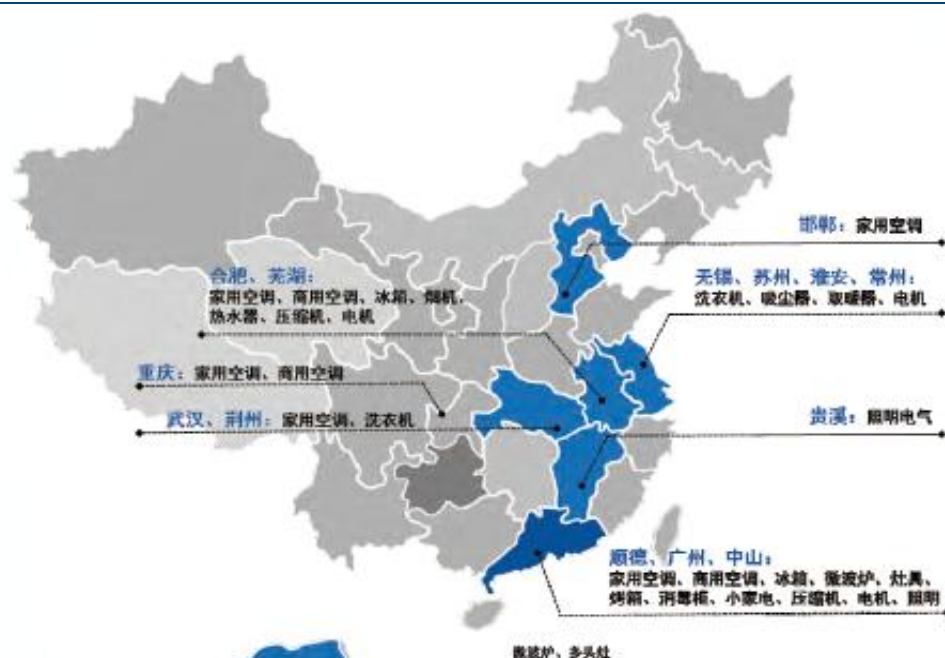 邯郸：家用空调
合肥、芜湖：
家用空调、商用空调、冰箱、烟机、
热水器、压缩机、电机
无锡、苏州、淮安、常州：
洗衣机、吸尘器、取暖器、电机
重庆：家用空调、商用空调
武汉、荆州：家用空调、洗衣机
贵溪：照明电气
顺德、广州、中山：
家用空调、商用空调、冰箱、微波炉、灶具、
烤箱、消毒柜、小家电、压缩机、电机、照明
微波炉、多头灶